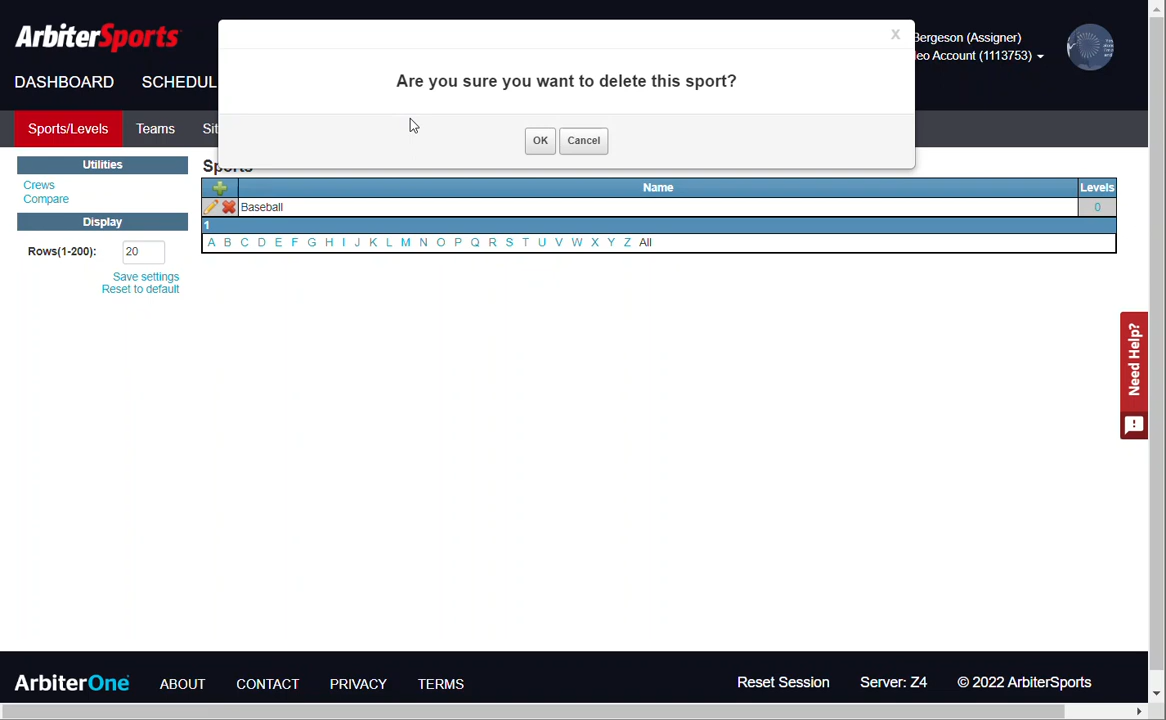 ArbiterSports
X
Bergeson (Assigner)
eo Account (1113753)
DASHBOARD SCHEDUL
Are you sure you want to delete this sport?
Sports/Levels Teams Sit
OK Cancel
Utilities
Sports
Crews
Compare
Name Levels
Baseball 0
Display
1
Rows(1-200): 20
A B C D E F G H I J K L M N O P Q R S T U V W X Y Z All
Save settings
Reset to default
Need Help?
ArbiterOne ABOUT CONTACT PRIVACY TERMS Reset Session Server: Z4 © 2022 ArbiterSports